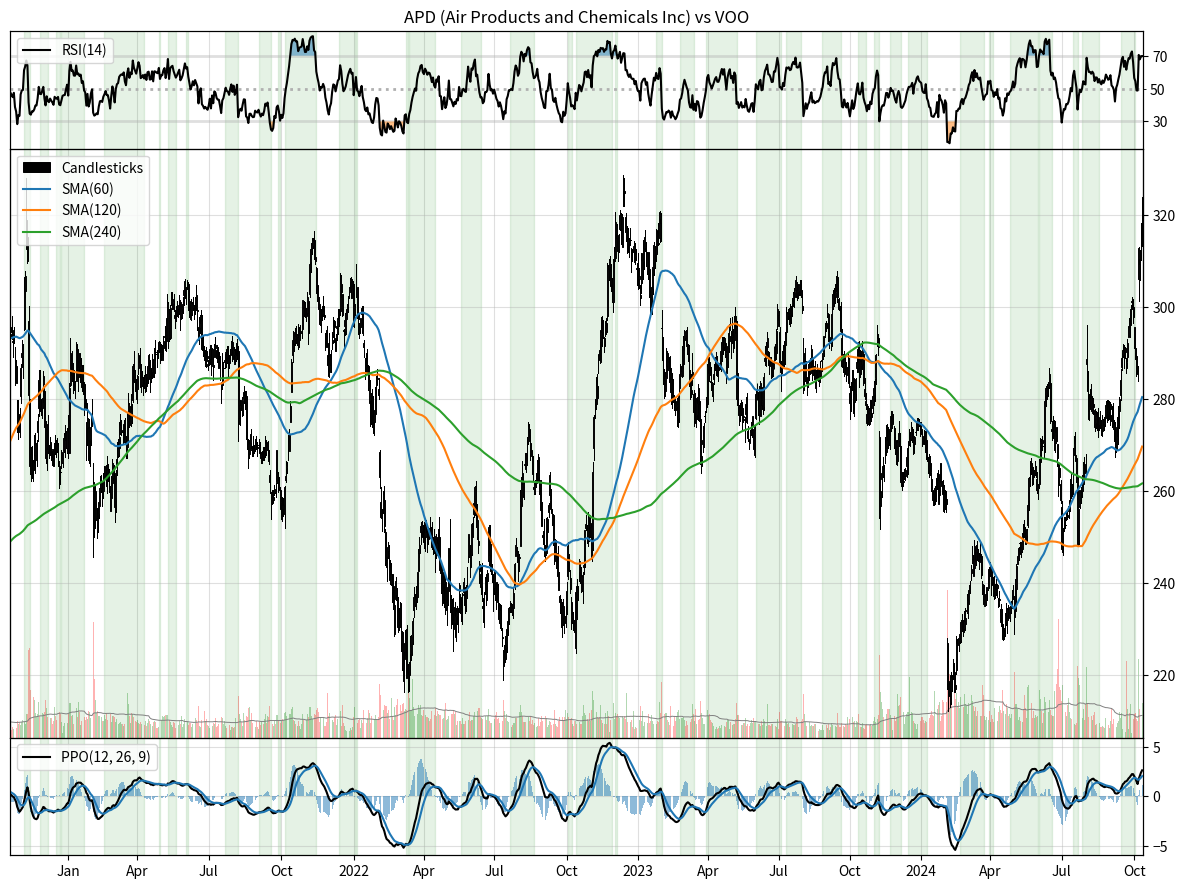 APD (Air Products and Chemicals Inc) vs VOO
RSI(14)
70
50
30
Candlesticks
SMA(60)
SMA(120)
SMA(240)
320
300
280
260
240
220
PPO(12, 26, 9)
5
0
−5
Jan Apr Jul Oct 2022 Apr Jul Oct 2023 Apr Jul Oct 2024 Apr Jul Oct